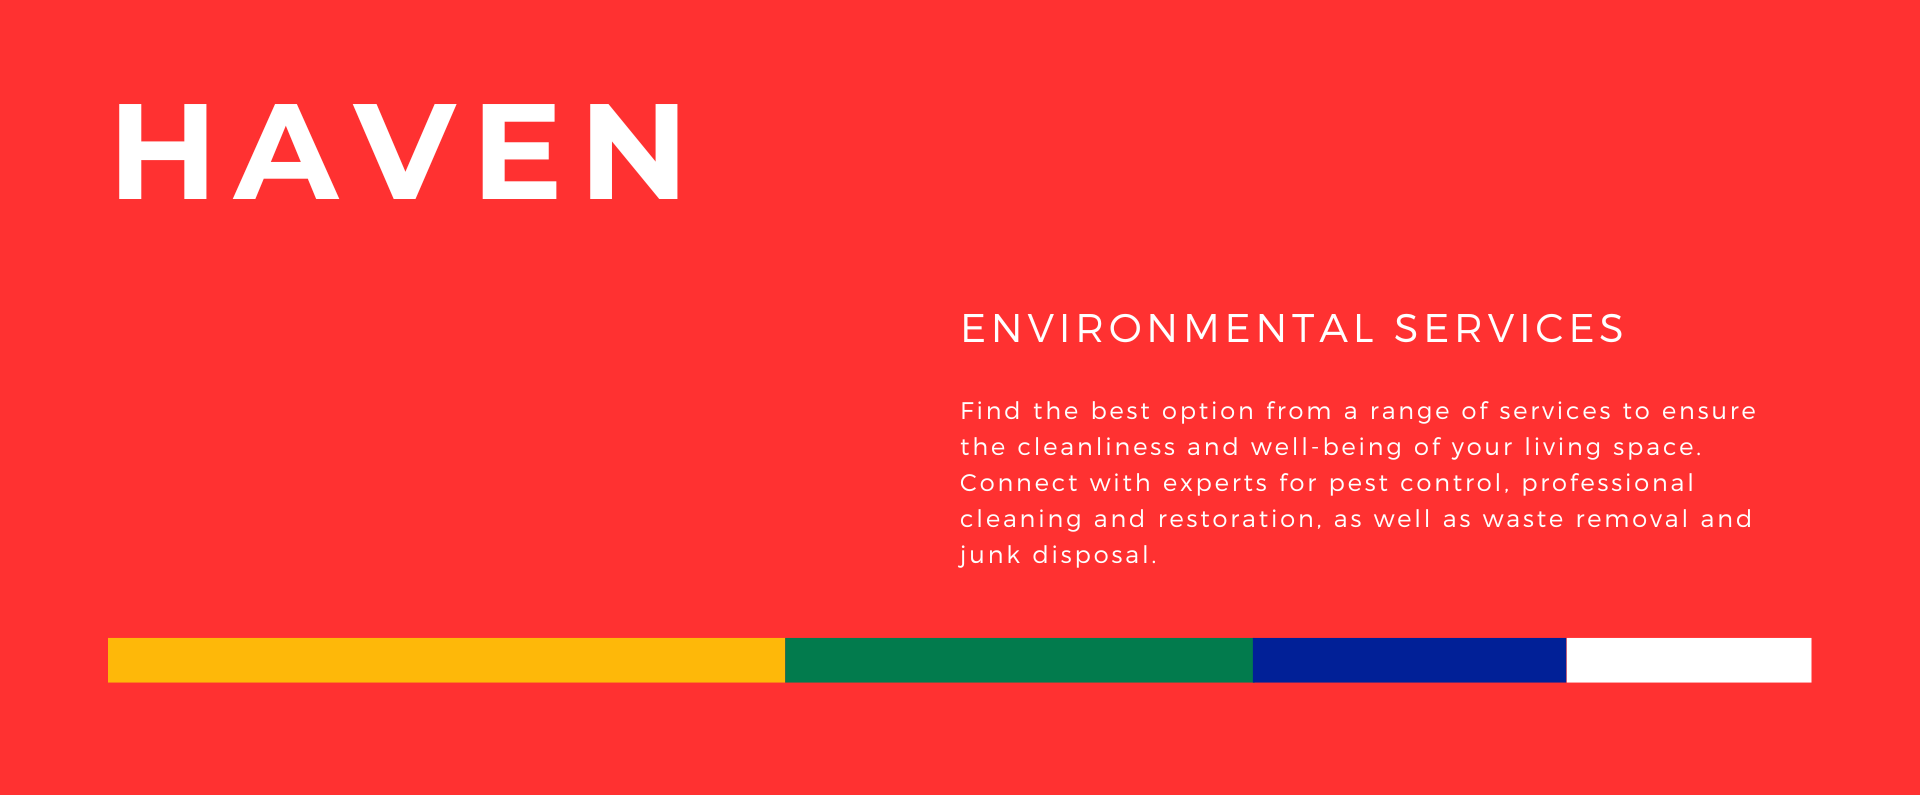 HAVEN
ENVIRONMENTAL SERVICES
Find the best option from a range of services to ensure
the cleanliness and well-being of your living space.
Connect with experts for pest control, professional
cleaning and restoration, as well as waste removal and
junk disposal.